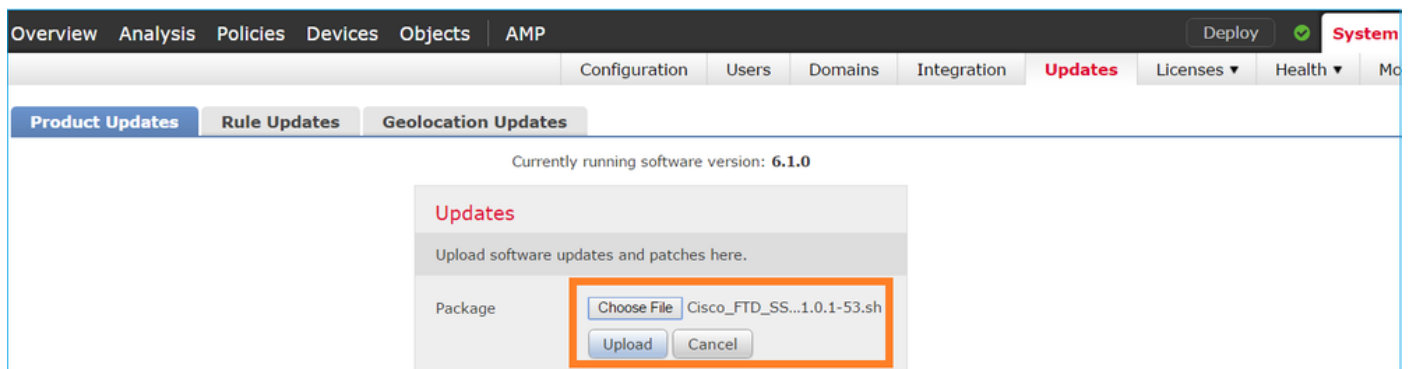 Overview Analysis Policies Devices Objects AMP Deploy System
Configuration Users Domains Integration Updates Licenses ▼ Health ▼ Mo
Product Updates Rule Updates Geolocation Updates
Currently running software version: 6.1.0
Updates
Upload software updates and patches here.
Package Choose File Cisco_FTD_SS...1.0.1-53.sh
Upload Cancel